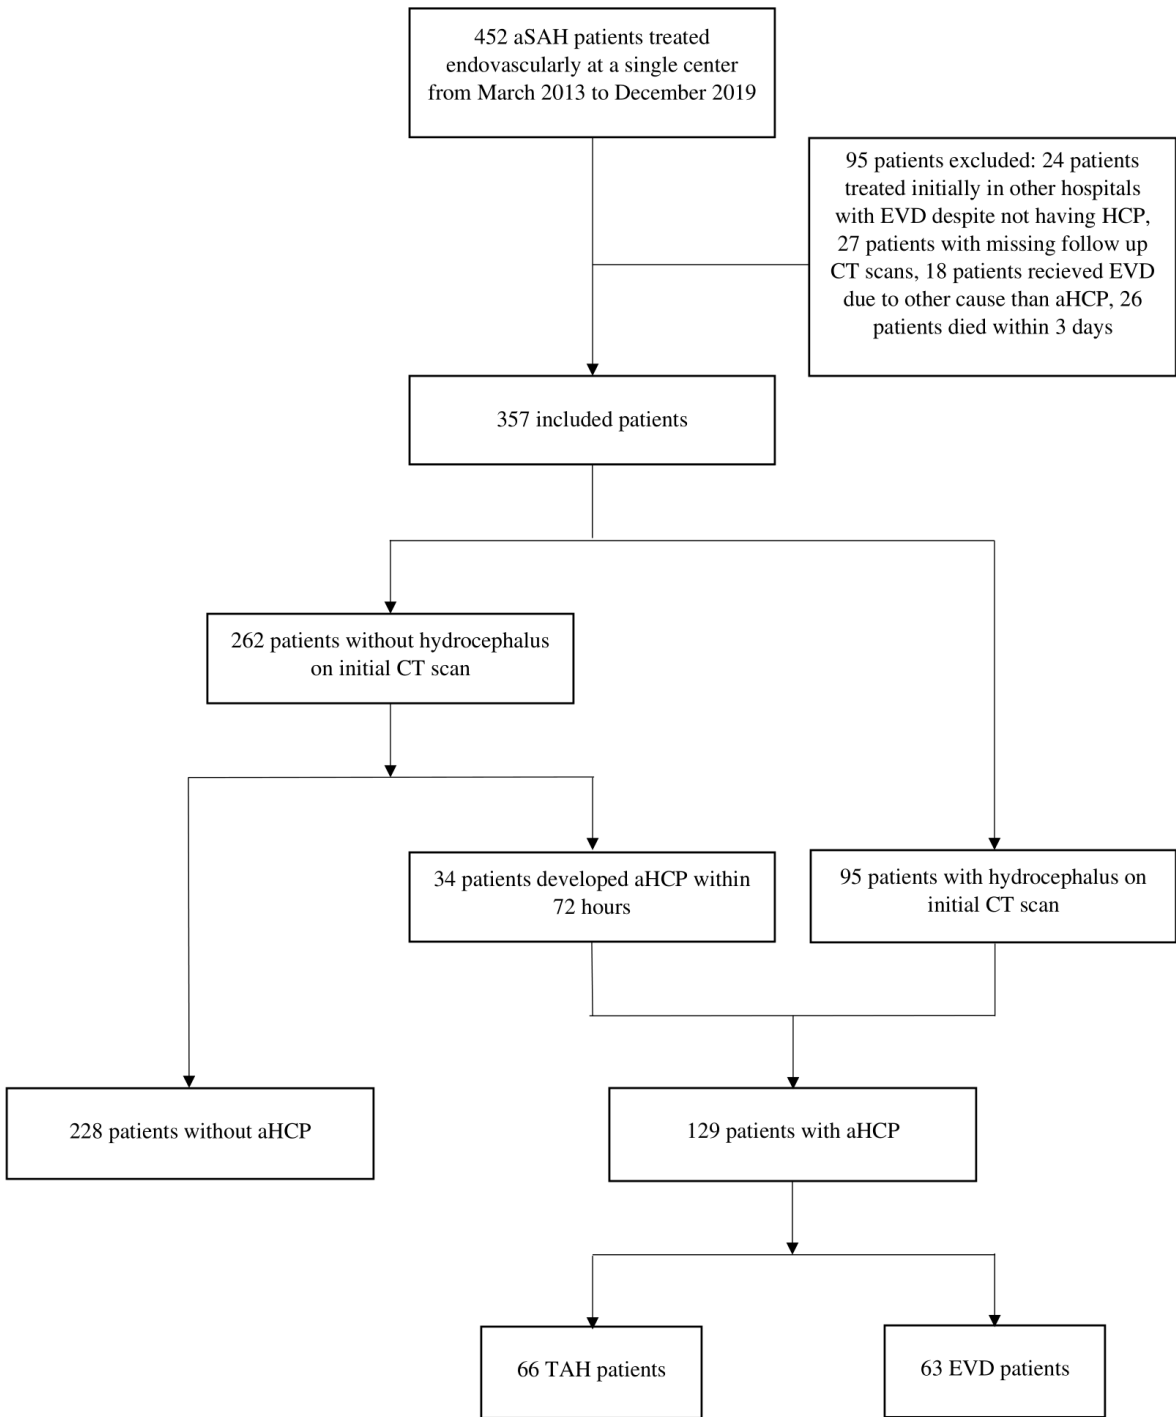 452 aSAH patients treated
endovascularly at a single center
from March 2013 to December 2019
95 patients excluded: 24 patients
treated initially in other hospitals
with EVD despite not having HCP,
27 patients with missing follow up
CT scans, 18 patients recieved EVD
due to other cause than aHCP, 26
patients died within 3 days
357 included patients
262 patients without hydrocephalus
on initial CT scan
34 patients developed aHCP within
72 hours
95 patients with hydrocephalus on
initial CT scan
228 patients without aHCP
129 patients with aHCP
66 TAH patients
63 EVD patients